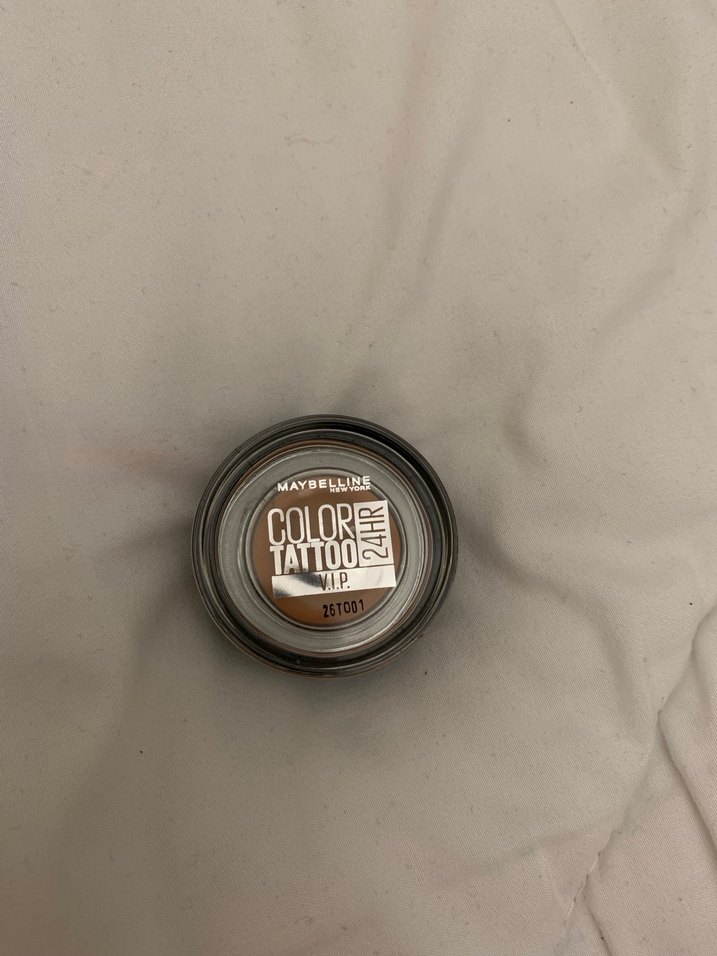 MAYBELLINE
NEW YORK
COLOR
TATTOO
24HR
V.I.P.
26T001